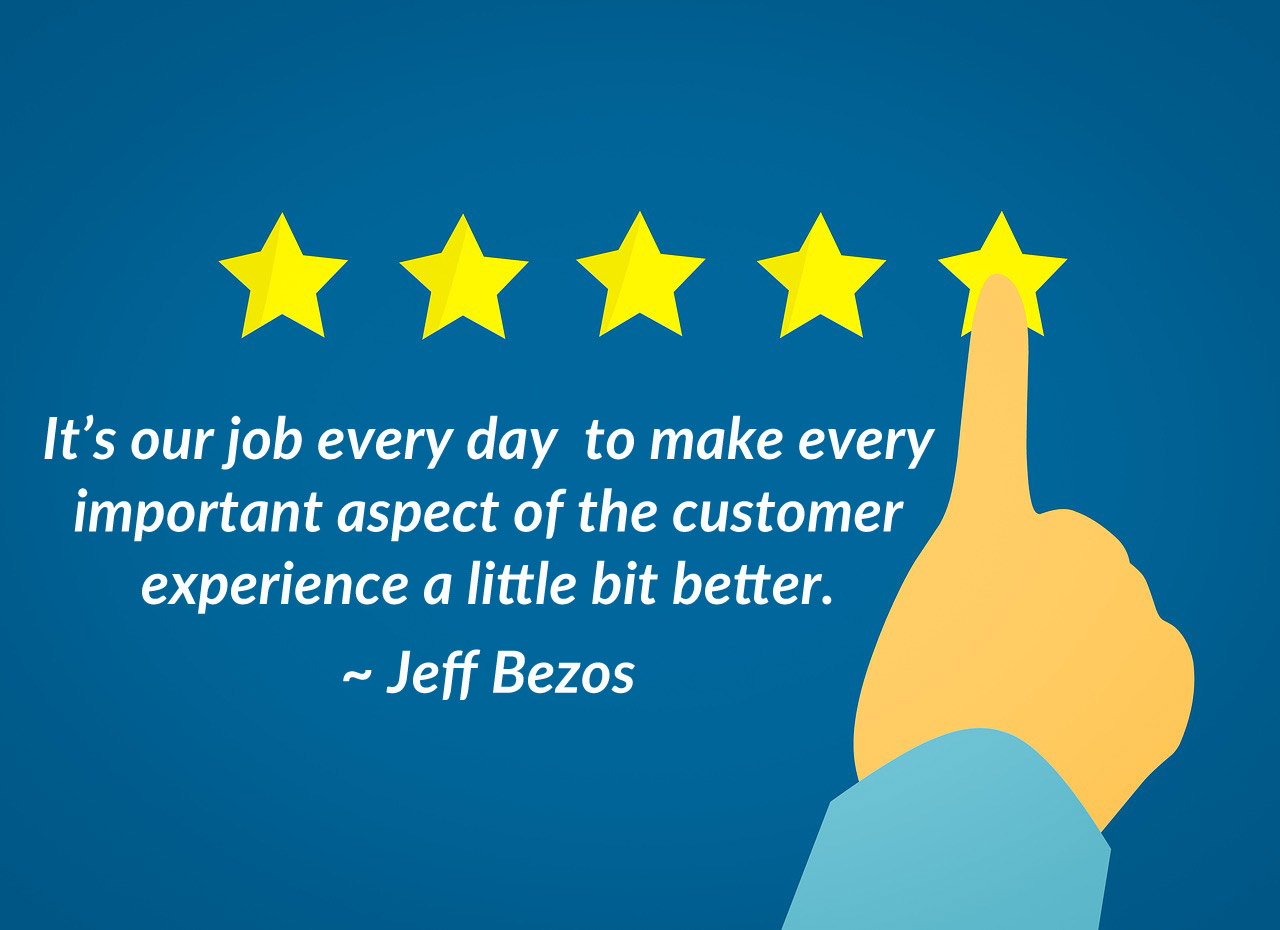 It’s our job every day  to make every
important aspect of the customer
experience a little bit better.
~ Jeff Bezos